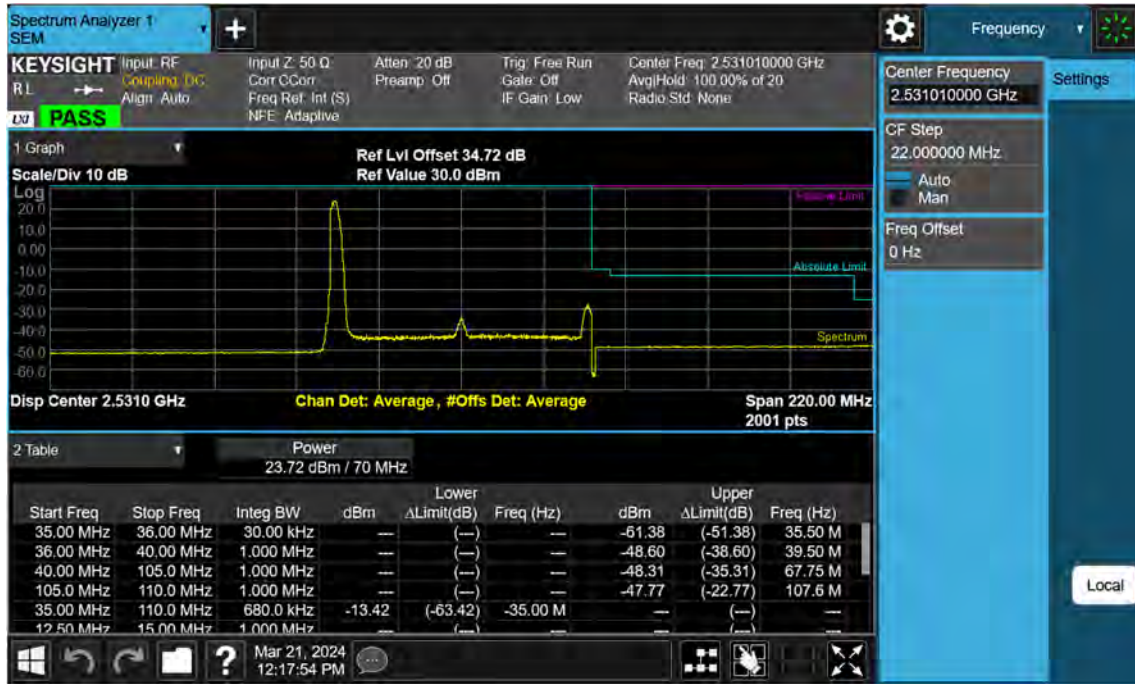 Spectrum Analyzer 1
SEM
Frequency
KEYSIGHT
Input: RF
Coupling: DC
Align: Auto
Input Z: 50 Ω
Corr CCorr
Freq Ref: Int (S)
NFE: Adaptive
Atten: 20 dB
Preamp: Off
Trig: Free Run
Gate: Off
IF Gain: Low
Center Freq: 2.531010000 GHz
Avg|Hold: 100.00% of 20
Radio Std: None
R L
LXI PASS
Center Frequency
2.531010000 GHz
Settings
CF Step
22.000000 MHz
Auto
Man
Freq Offset
0 Hz
1 Graph
Scale/Div 10 dB
Ref Lvl Offset 34.72 dB
Ref Value 30.0 dBm
Log
20.0
10.0
0.00
-10.0
-20.0
-30.0
-40.0
-50.0
-60.0
Absolute Limit
Spectrum
Disp Center 2.5310 GHz
Chan Det: Average, #Offs Det: Average
Span 220.00 MHz
2001 pts
2 Table
Power
23.72 dBm / 70 MHz
Lower Upper
Start Freq Stop Freq Integ BW dBm ΔLimit(dB) Freq (Hz) dBm ΔLimit(dB) Freq (Hz)
35.00 MHz 36.00 MHz 30.00 kHz --- (---) --- -61.38 (-51.38) 35.50 M
36.00 MHz 40.00 MHz 1.000 MHz --- (---) --- -48.60 (-38.60) 39.50 M
40.00 MHz 105.0 MHz 1.000 MHz --- (---) --- -48.31 (-35.31) 67.75 M
105.0 MHz 110.0 MHz 1.000 MHz --- (---) --- -47.77 (-22.77) 107.6 M
35.00 MHz 110.0 MHz 680.0 kHz -13.42 (-63.42) -35.00 M --- (---) ---
12.50 MHz 15.00 MHz 1.000 MHz --- (---) --- --- (---) ---
Local
?
Mar 21, 2024
12:17:54 PM